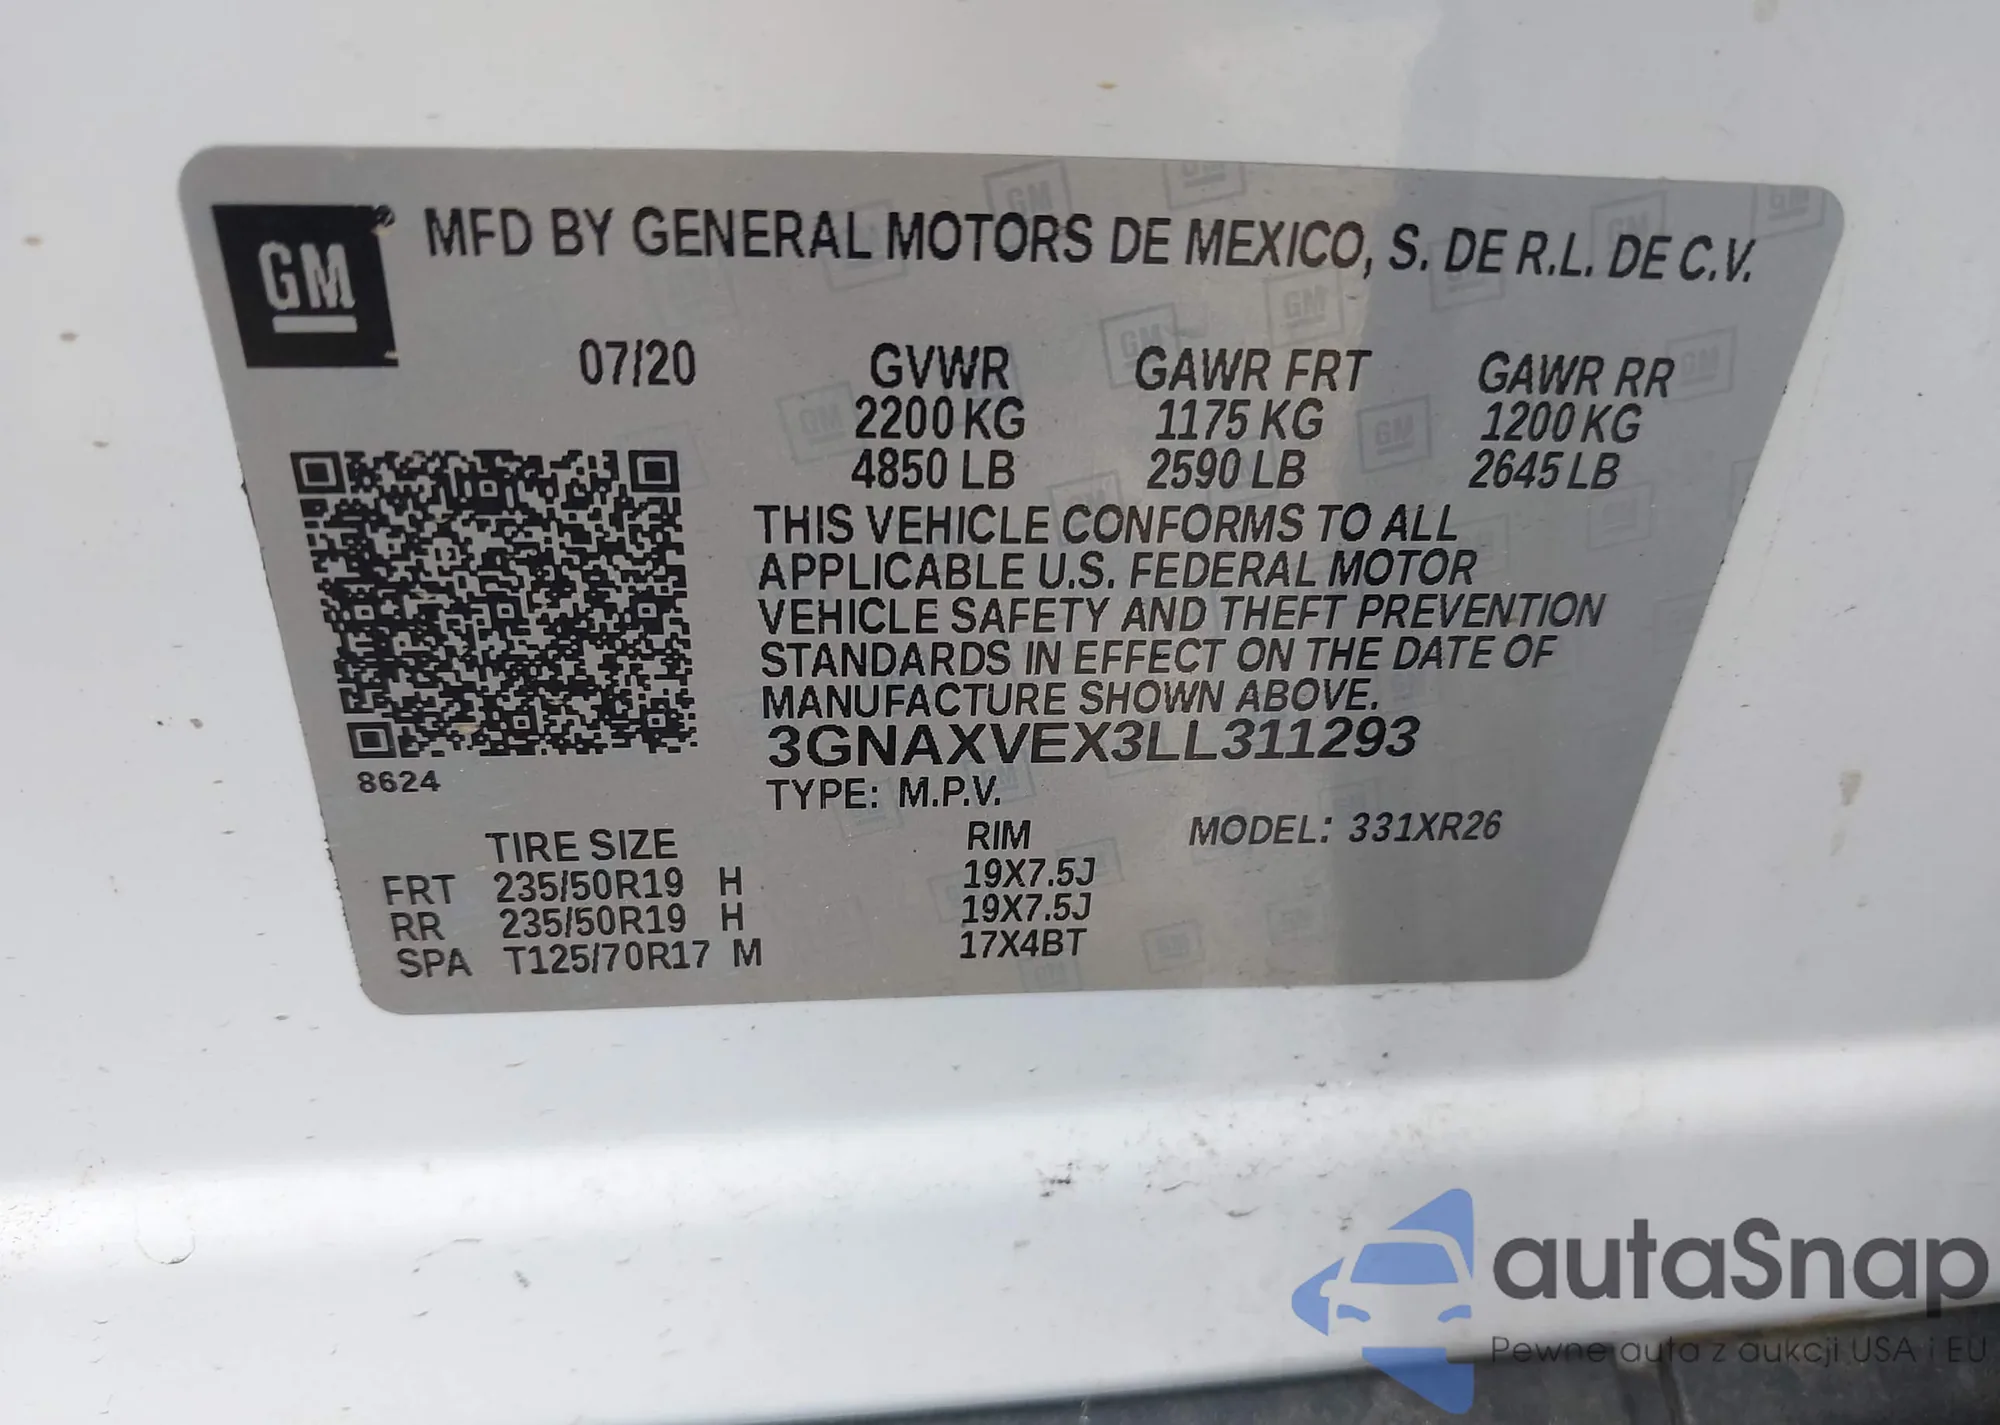 GM
MFD BY GENERAL MOTORS DE MEXICO, S. DE R.L. DE C.V.
07/20 GVWR GAWR FRT GAWR RR
2200 KG 1175 KG 1200 KG
4850 LB 2590 LB 2645 LB
THIS VEHICLE CONFORMS TO ALL
APPLICABLE U.S. FEDERAL MOTOR
VEHICLE SAFETY AND THEFT PREVENTION
STANDARDS IN EFFECT ON THE DATE OF
MANUFACTURE SHOWN ABOVE.
3GNAXVEX3LL311293
8624
TYPE: M.P.V.
TIRE SIZE RIM MODEL: 331XR26
FRT 235/50R19 H 19X7.5J
RR 235/50R19 H 19X7.5J
SPA T125/70R17 M 17X4BT
autaSnap
Pewne auta z aukcji USA i EU